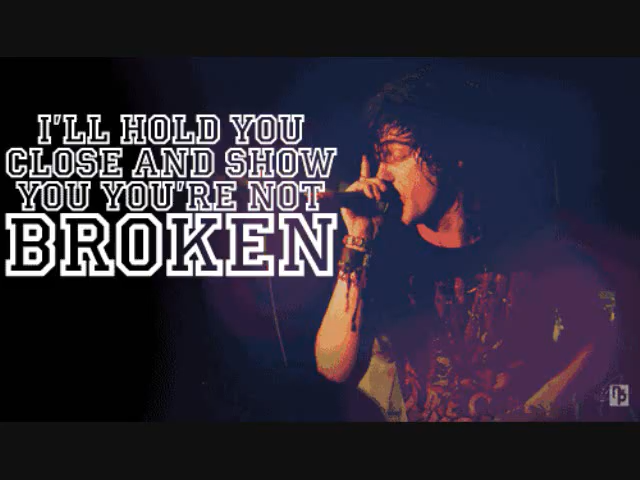 I'LL HOLD YOU
CLOSE AND SHOW
YOU YOU'RE NOT
BROKEN